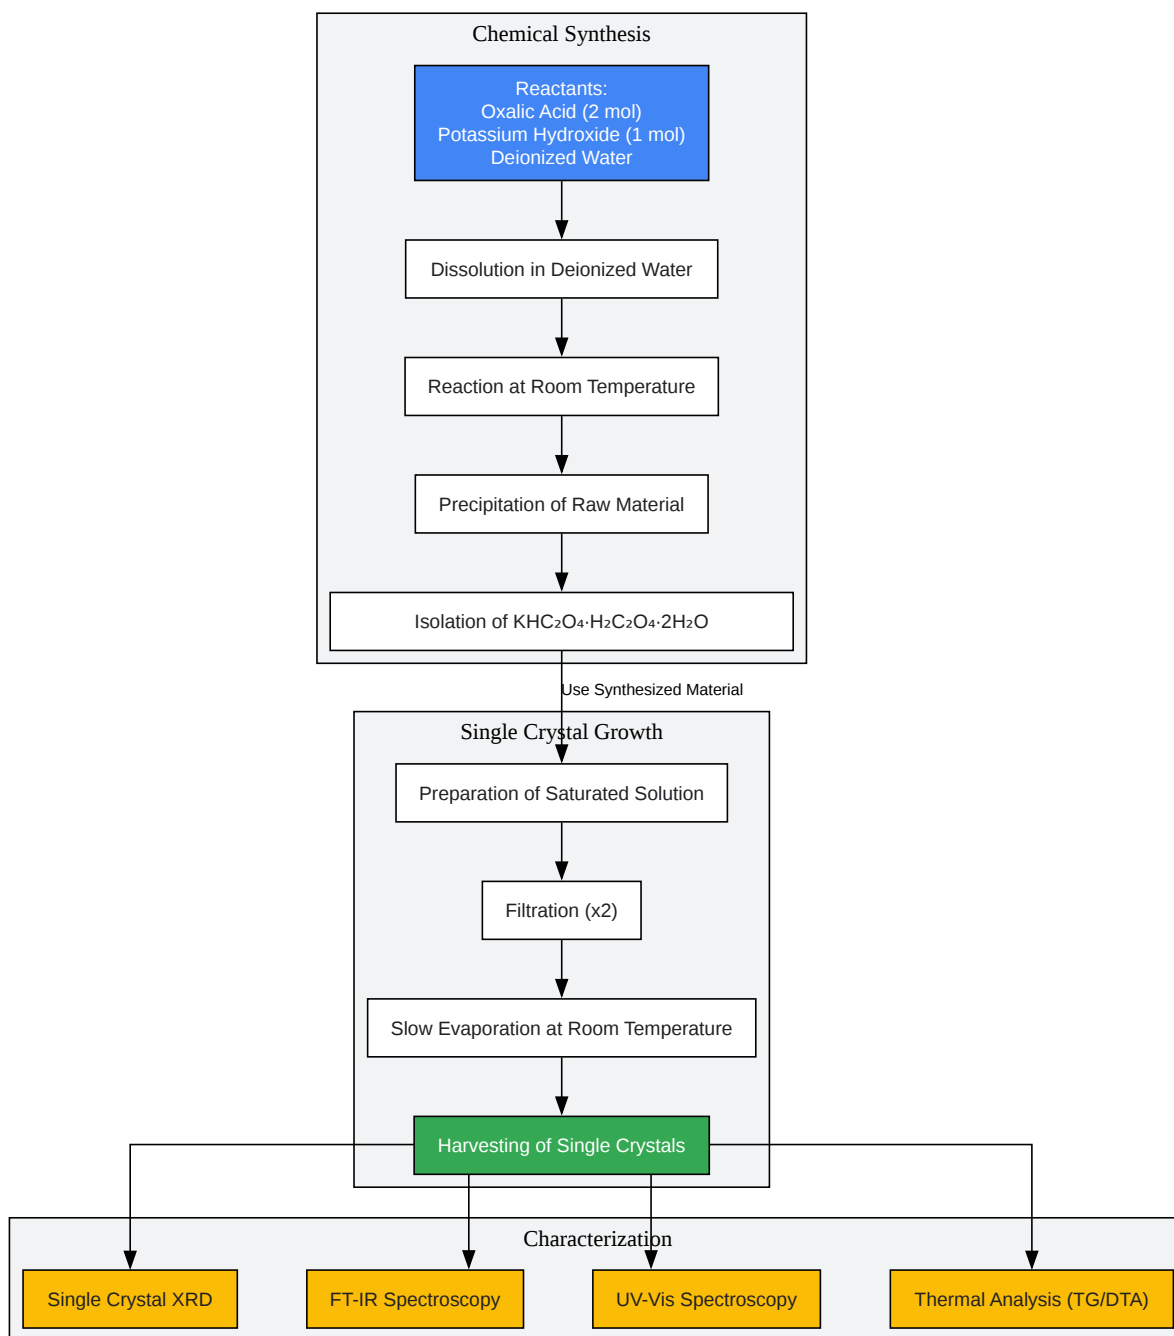 Chemical Synthesis
Reactants:
Oxalic Acid (2 mol)
Potassium Hydroxide (1 mol)
Deionized Water
Dissolution in Deionized Water
Reaction at Room Temperature
Precipitation of Raw Material
Isolation of KHC₂O₄·H₂C₂O₄·2H₂O
Use Synthesized Material
Single Crystal Growth
Preparation of Saturated Solution
Filtration (x2)
Slow Evaporation at Room Temperature
Harvesting of Single Crystals
Characterization
Single Crystal XRD
FT-IR Spectroscopy
UV-Vis Spectroscopy
Thermal Analysis (TG/DTA)